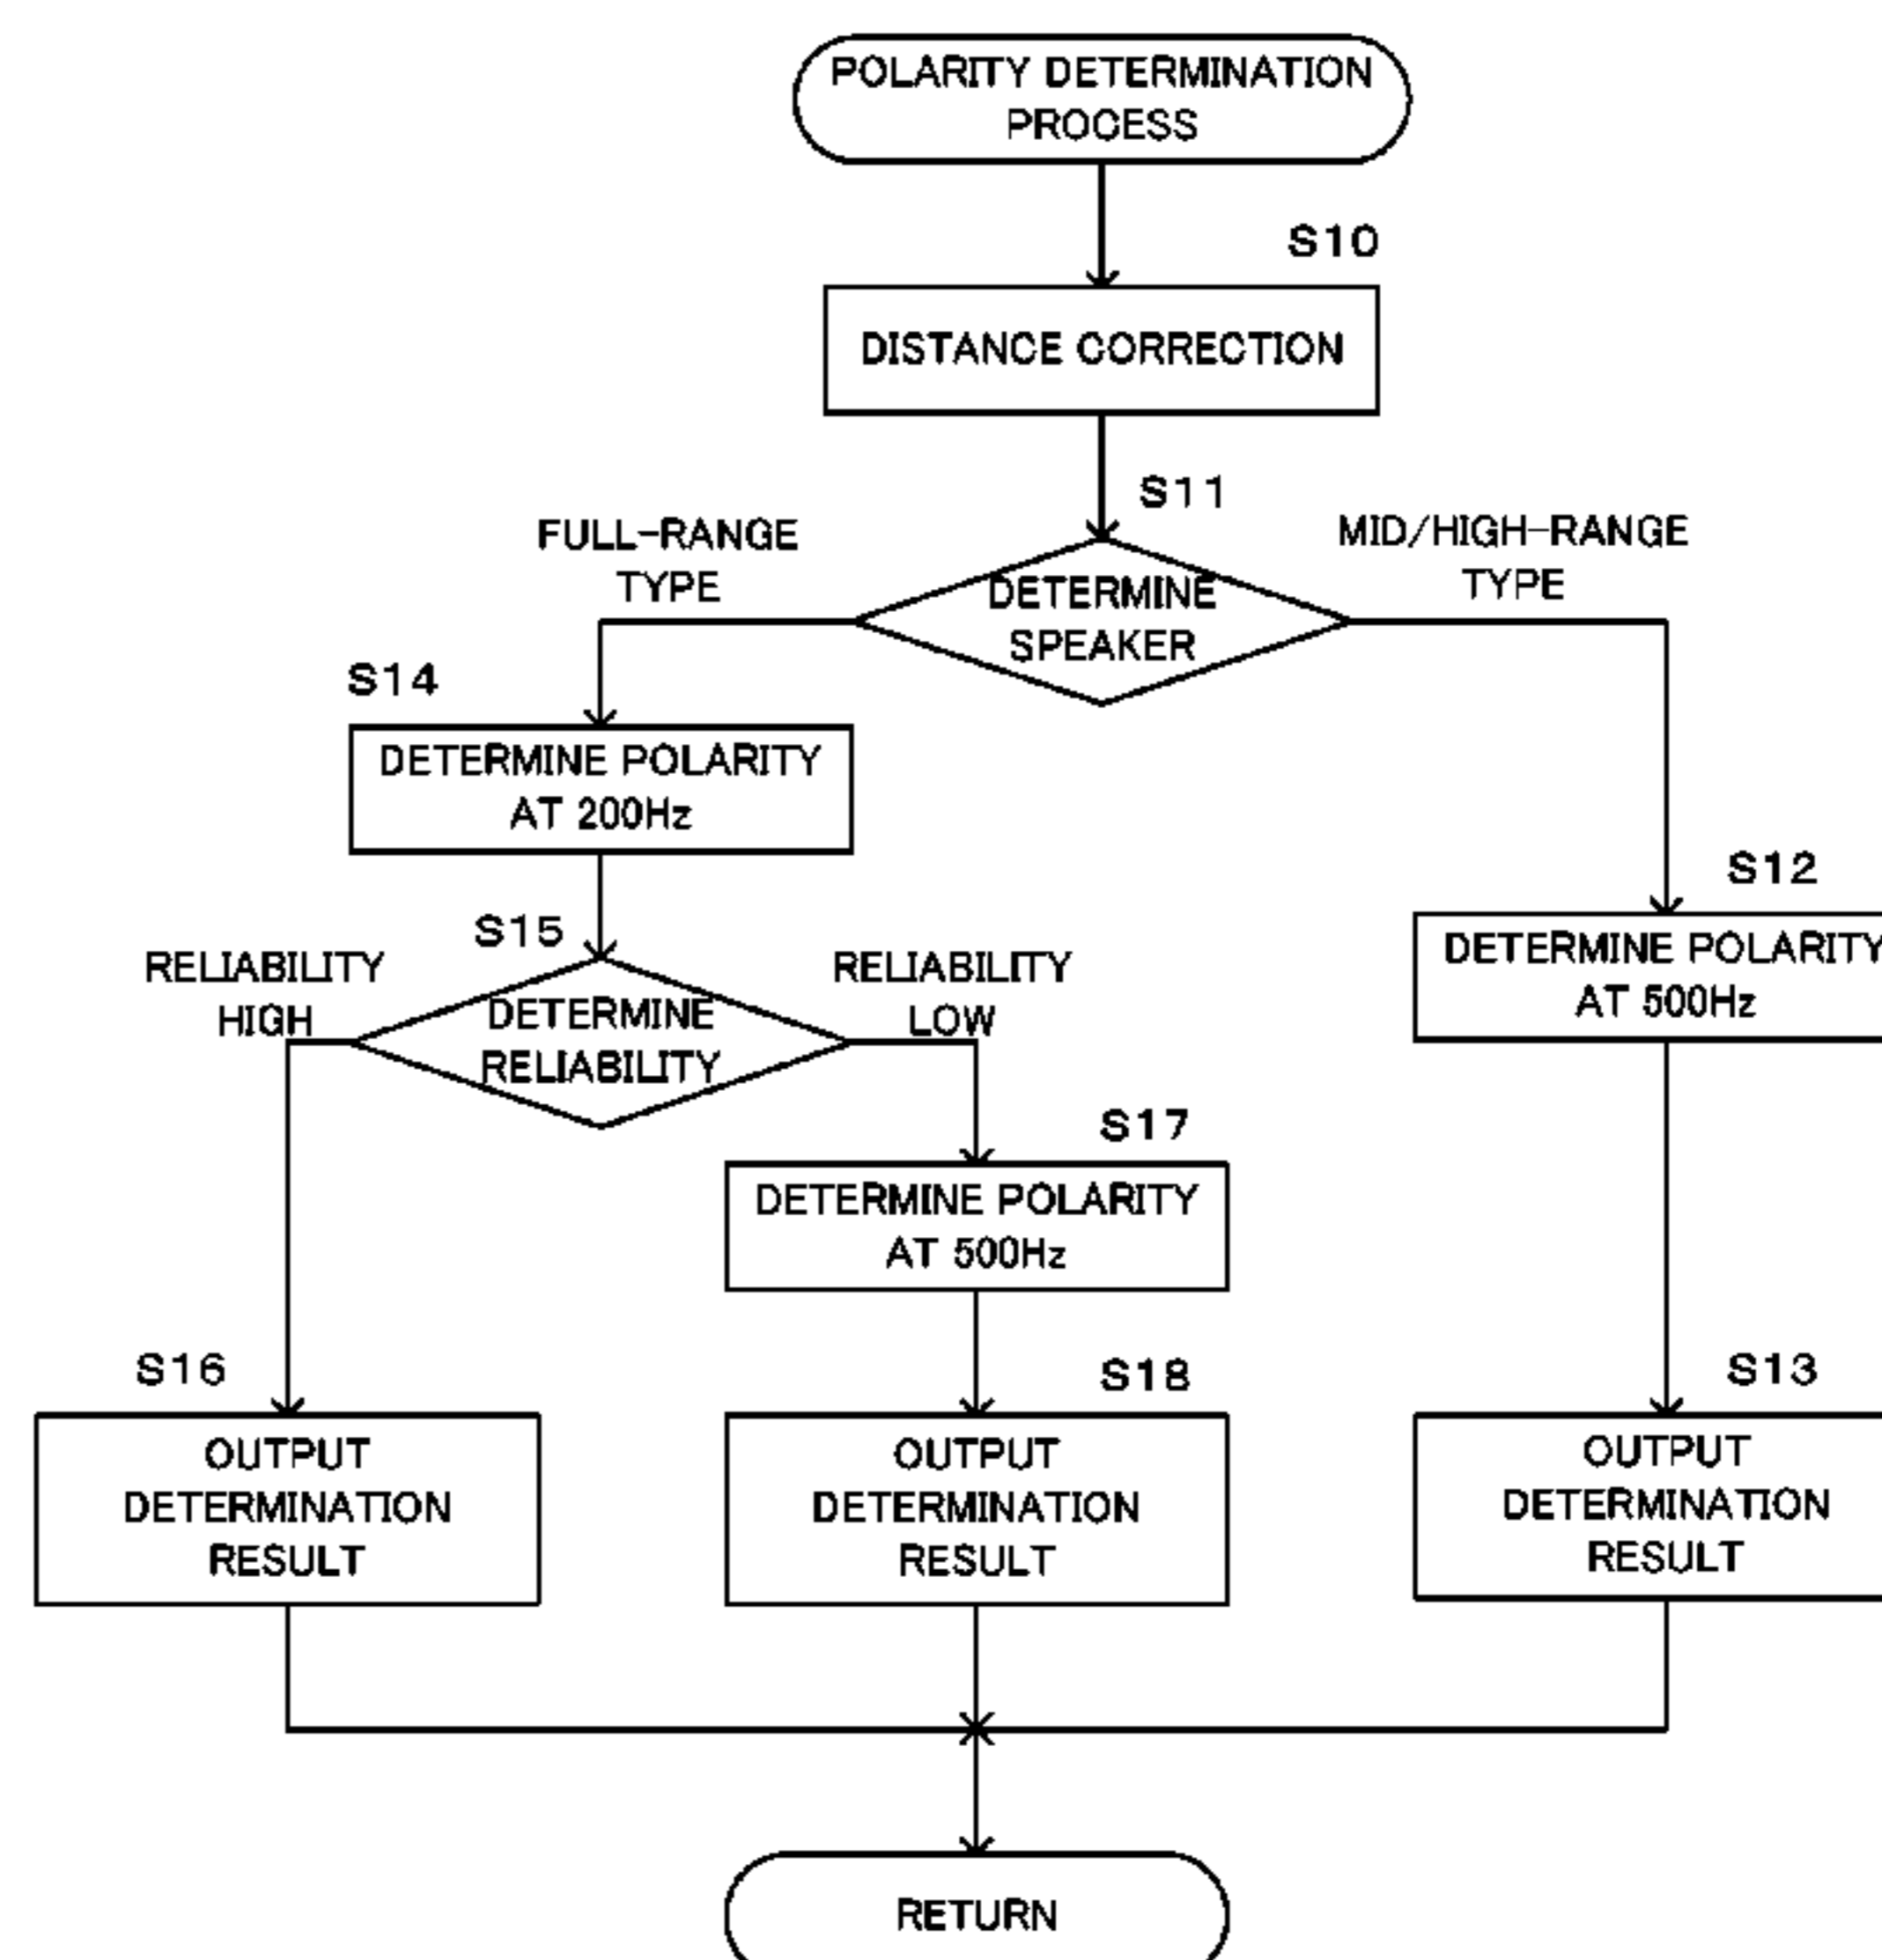 POLARITY DETERMINATION
PROCESS
S10
DISTANCE CORRECTION
S11
FULL-RANGE
TYPE
MID/HIGH-RANGE
TYPE
DETERMINE
SPEAKER
S14
DETERMINE POLARITY
AT 200Hz
S12
DETERMINE POLARITY
AT 500Hz
S15
RELIABILITY
HIGH
RELIABILITY
LOW
DETERMINE
RELIABILITY
S17
DETERMINE POLARITY
AT 500Hz
S16
OUTPUT
DETERMINATION
RESULT
S18
OUTPUT
DETERMINATION
RESULT
S13
OUTPUT
DETERMINATION
RESULT
RETURN